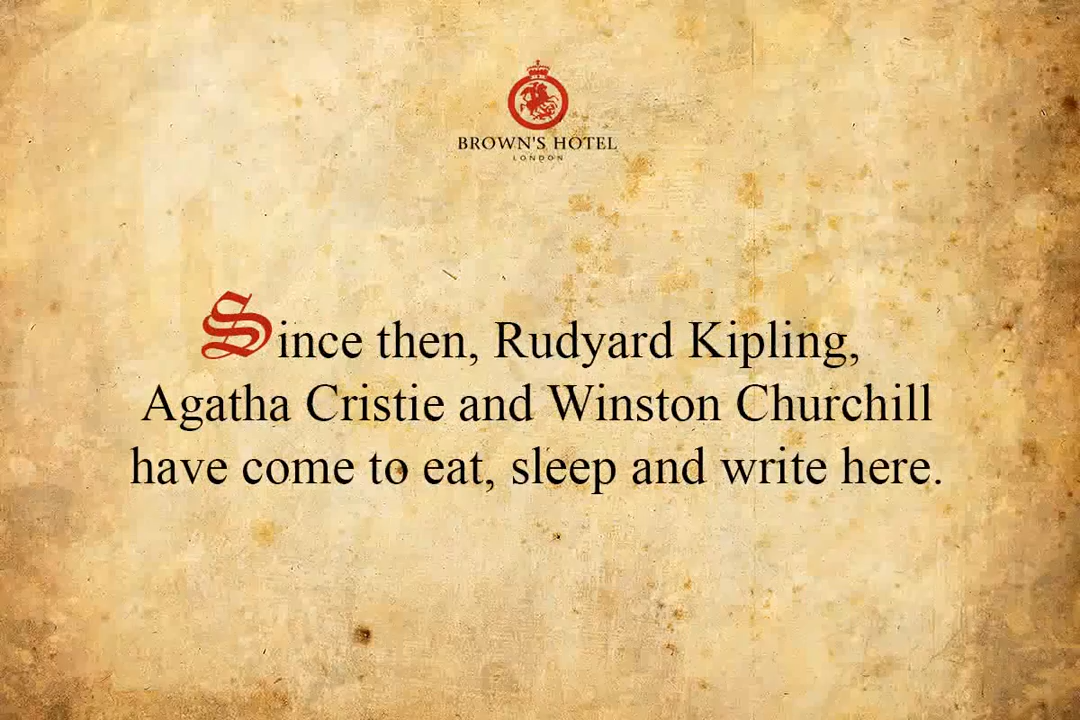 BROWN'S HOTEL
LONDON
Since then, Rudyard Kipling,
Agatha Cristie and Winston Churchill
have come to eat, sleep and write here.